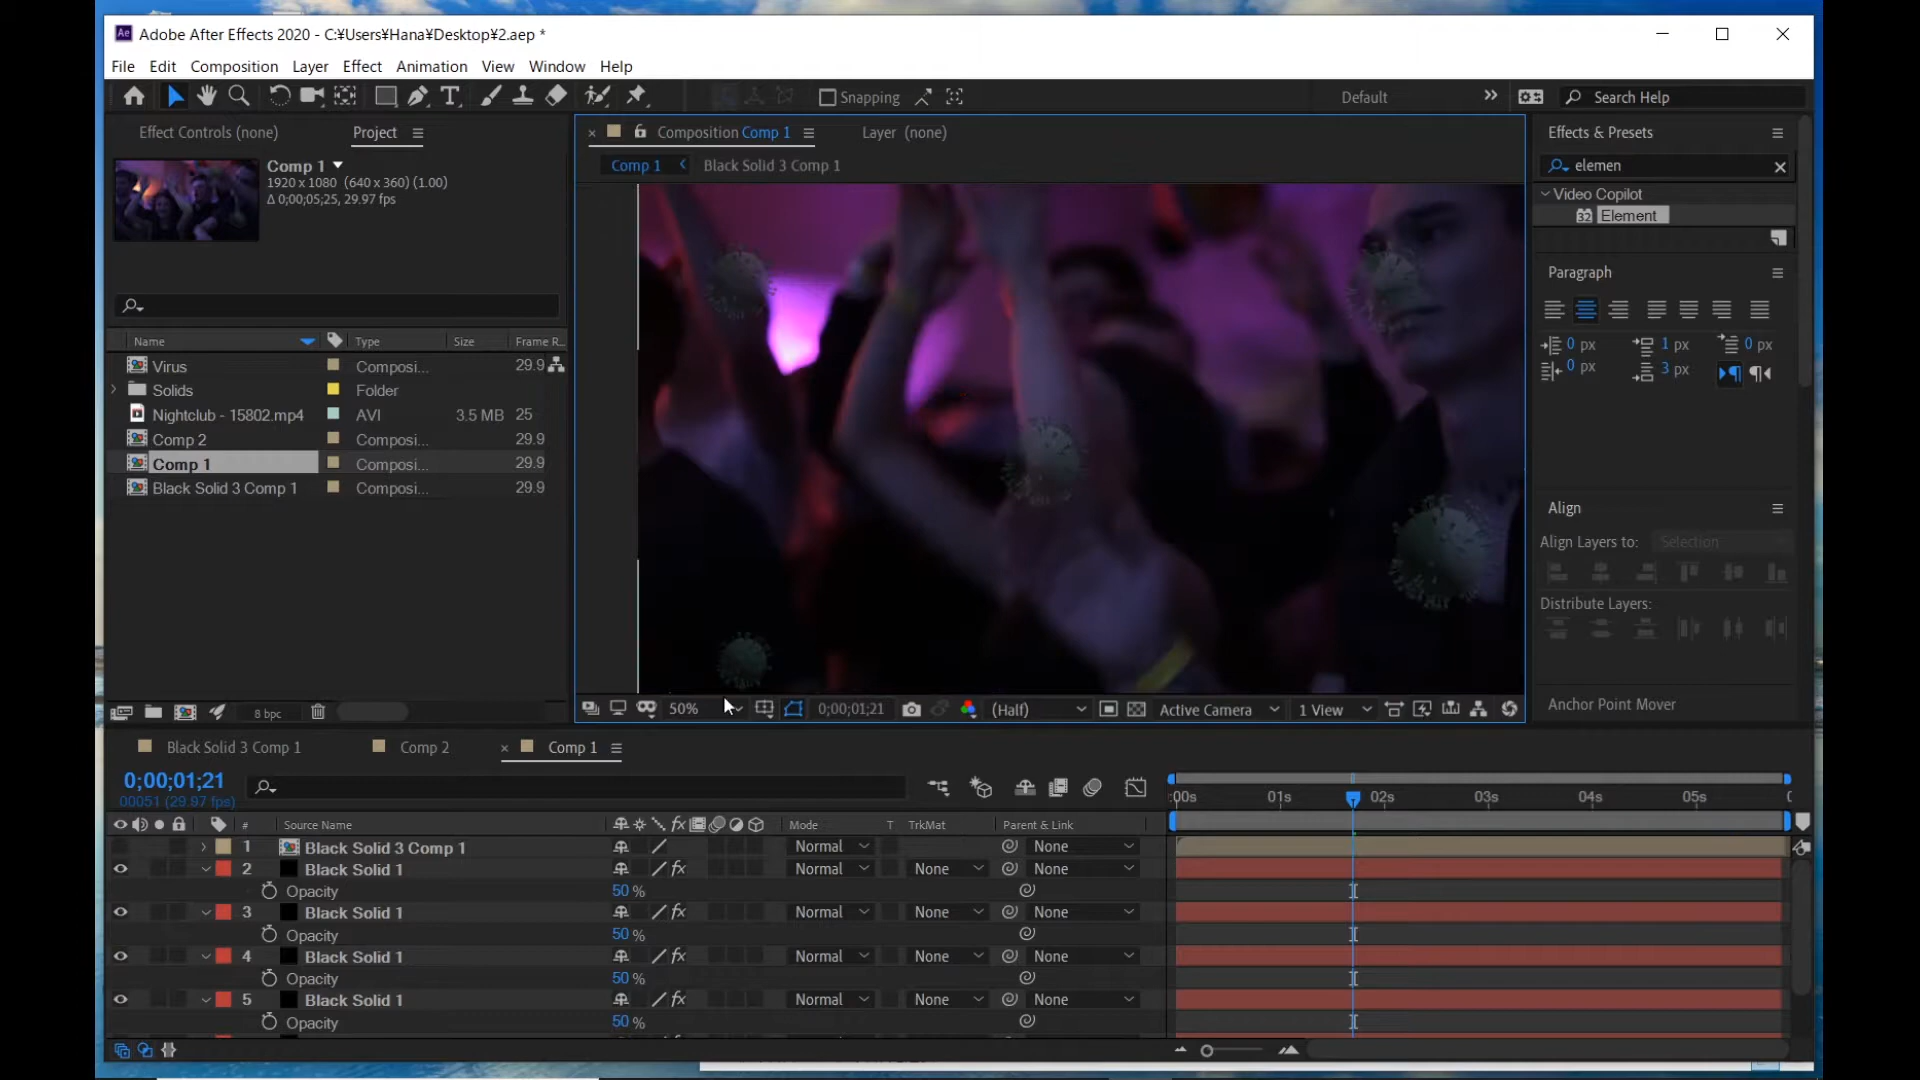 Adobe After Effects 2020 - C:¥Users¥Hana¥Desktop¥2.aep *
File Edit Composition Layer Effect Animation View Window Help
Snapping Default Search Help
Effect Controls (none) Project
Composition Comp 1 Layer (none)
Effects & Presets
Comp 1
1920 x 1080 (640 x 360) (1.00)
Δ 0;00;05;25, 29.97 fps
Comp 1 Black Solid 3 Comp 1
elemen
Video Copilot
32 Element
Paragraph
0 px 1 px 0 px
0 px 3 px
Name Type Size Frame R...
Virus Composi... 29.9
Solids Folder
Nightclub - 15802.mp4 AVI 3.5 MB 25
Comp 2 Composi... 29.9
Comp 1 Composi... 29.9
Black Solid 3 Comp 1 Composi... 29.9
Align
Align Layers to: Selection
Distribute Layers:
Anchor Point Mover
8 bpc
50% 0;00;01;21 (Half) Active Camera 1 View
Black Solid 3 Comp 1 Comp 2 Comp 1
0;00;01;21
00051 (29.97 fps)
:00s 01s 02s 03s 04s 05s
# Source Name fx Mode T TrkMat Parent & Link
1 Black Solid 3 Comp 1 Normal None
2 Black Solid 1 fx Normal None None
Opacity 50 %
3 Black Solid 1 fx Normal None None
Opacity 50 %
4 Black Solid 1 fx Normal None None
Opacity 50 %
5 Black Solid 1 fx Normal None None
Opacity 50 %